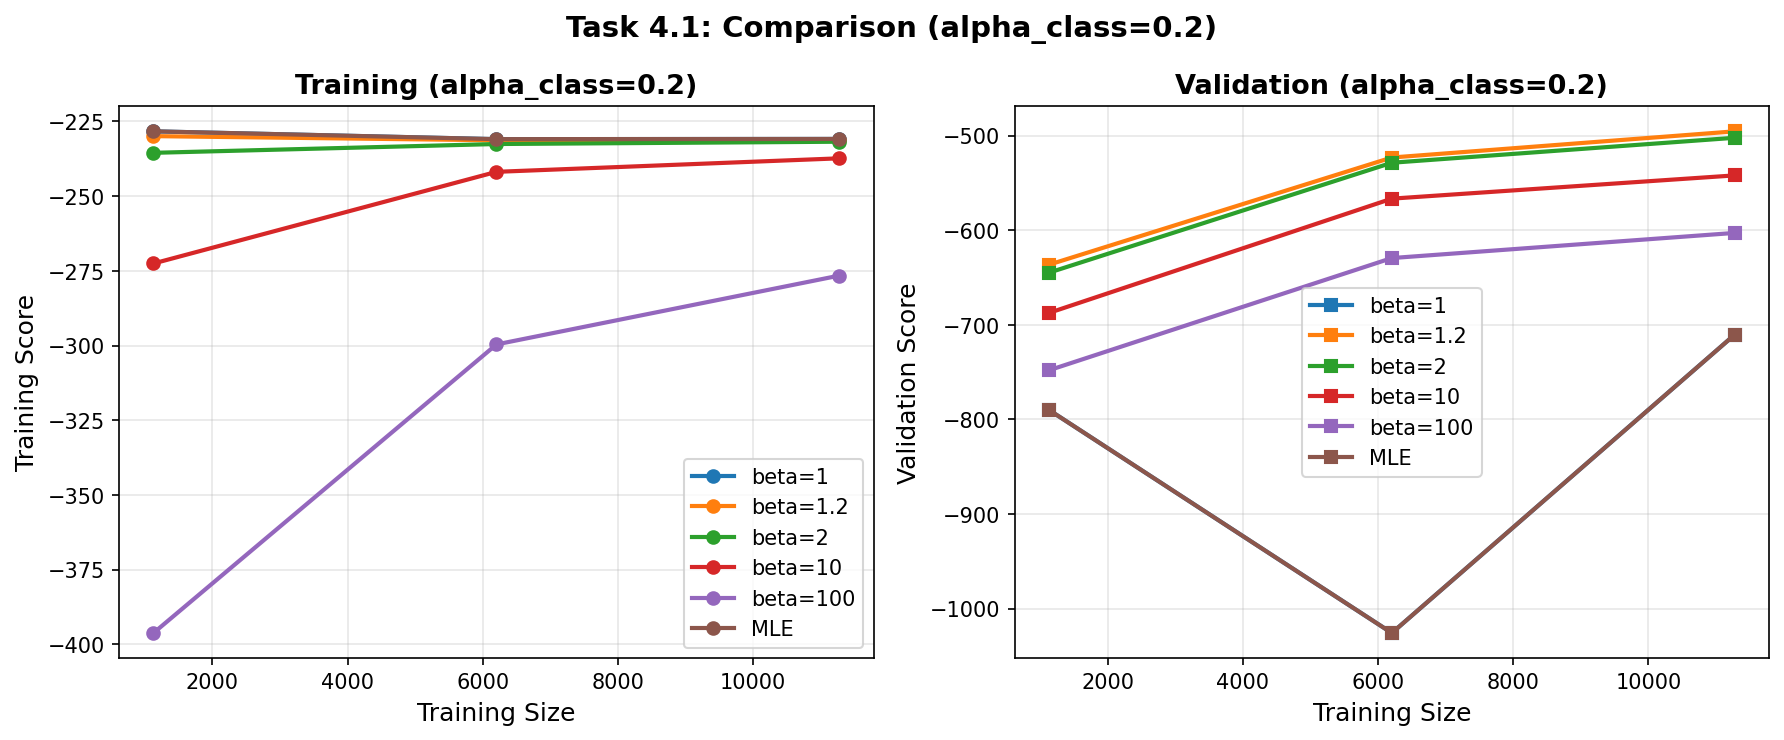 Task 4.1: Comparison (alpha_class=0.2)
Training (alpha_class=0.2)
Training Score
−225
−250
−275
−300
−325
−350
−375
−400
2000
4000
6000
8000
10000
Training Size
beta=1
beta=1.2
beta=2
beta=10
beta=100
MLE
Validation (alpha_class=0.2)
Validation Score
−500
−600
−700
−800
−900
−1000
2000
4000
6000
8000
10000
Training Size
beta=1
beta=1.2
beta=2
beta=10
beta=100
MLE